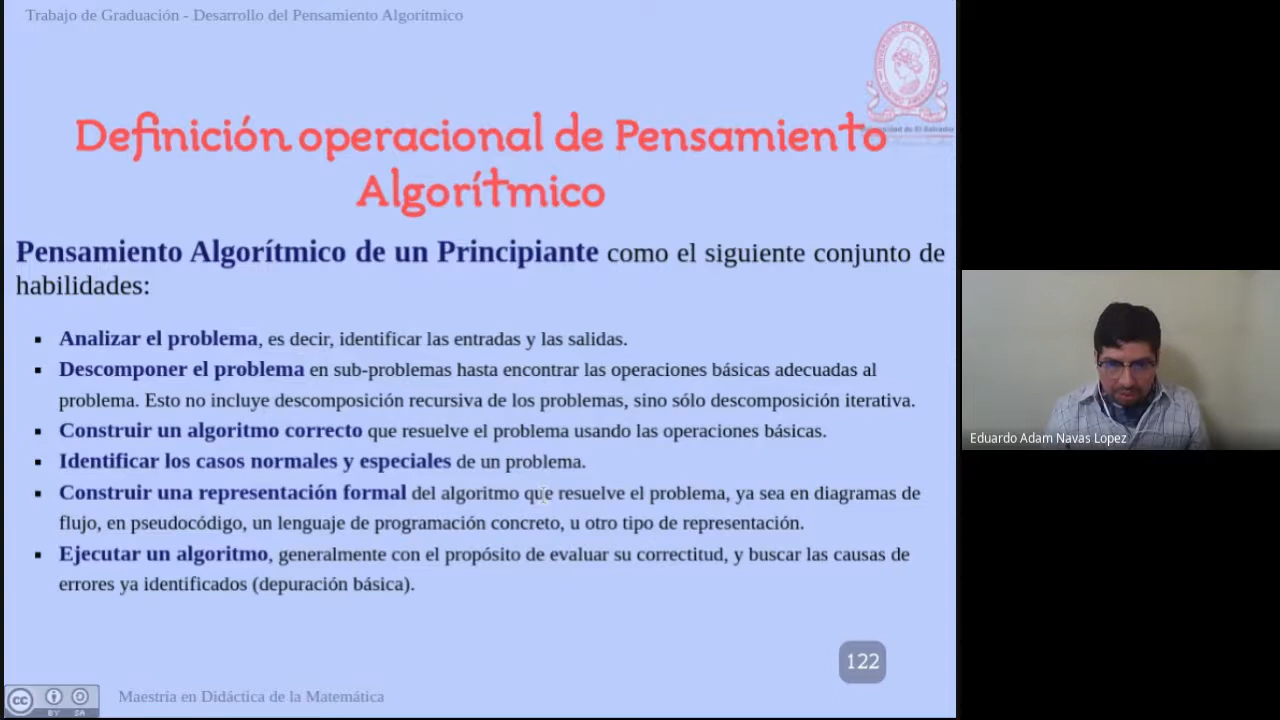 Trabajo de Graduación - Desarrollo del Pensamiento Algorítmico
Definición operacional de Pensamiento
Algorítmico
Pensamiento Algorítmico de un Principiante como el siguiente conjunto de
habilidades:
▪ Analizar el problema, es decir, identificar las entradas y las salidas.
▪ Descomponer el problema en sub-problemas hasta encontrar las operaciones básicas adecuadas al
problema. Esto no incluye descomposición recursiva de los problemas, sino sólo descomposición iterativa.
▪ Construir un algoritmo correcto que resuelve el problema usando las operaciones básicas.
▪ Identificar los casos normales y especiales de un problema.
▪ Construir una representación formal del algoritmo que resuelve el problema, ya sea en diagramas de
flujo, en pseudocódigo, un lenguaje de programación concreto, u otro tipo de representación.
▪ Ejecutar un algoritmo, generalmente con el propósito de evaluar su correctitud, y buscar las causas de
errores ya identificados (depuración básica).
Eduardo Adam Navas Lopez
122
cc BY SA
Maestría en Didáctica de la Matemática